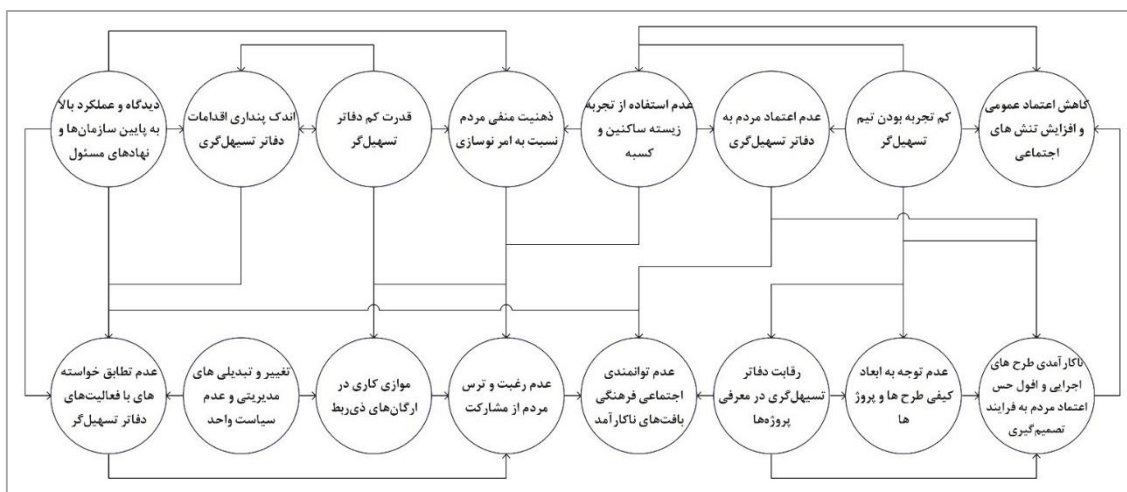 کاهش اعتماد عمومی
و افزایش تنش های
اجتماعی
کم تجربه بودن تیم
تسهیل‌گر
عدم اعتماد مردم به
دفاتر تسهیل‌گری
عدم استفاده از تجربه
زیسته ساکنین و
کسبه
ذهنیت منفی مردم
نسبت به امر نوسازی
قدرت کم دفاتر
تسهیل‌گر
اندک پنداری اقدامات
دفاتر تسیهل‌گری
دیدگاه و عملکرد بالا
به پایین سازمان‌ها و
نهادهای مسئول
ناکارآمدی طرح های
اجرایی و افول حس
اعتماد مردم به فرایند
تصمیم‌گیری
عدم توجه به ابعاد
کیفی طرح ها و پروژ
ها
رقابت دفاتر
تسیهل‌گری در معرفی
پروژه‌ها
عدم توانمندی
اجتماعی فرهنگی
بافت‌های ناکارآمد
عدم رغبت و ترس
مردم از مشارکت
موازی کاری در
ارگان‌های ذی‌ربط
تغییر و تبدیلی های
مدیریتی و عدم
سیاست واحد
عدم تطابق خواسته
های با فعالیت‌های
دفاتر تسهیل‌گر